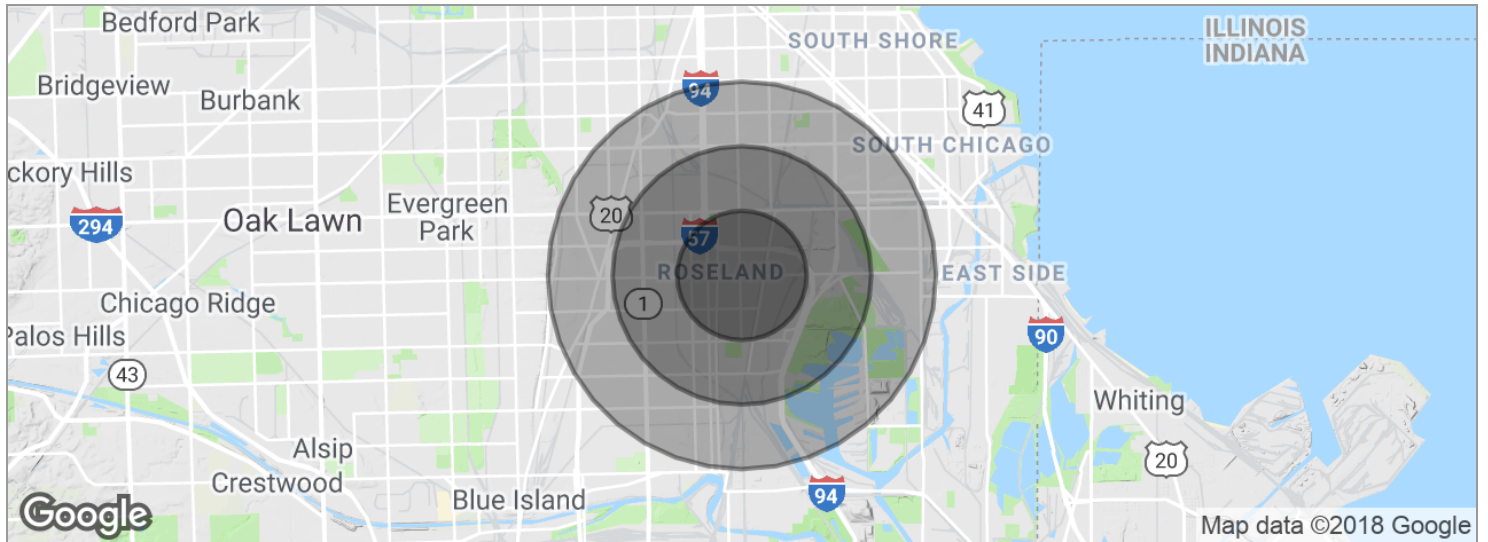 Bedford Park
SOUTH SHORE
ILLINOIS
INDIANA
Bridgeview
94
Burbank
41
SOUTH CHICAGO
ckory Hills
Evergreen
Park
20
294
Oak Lawn
57
ROSELAND
EAST SIDE
Chicago Ridge
1
Palos Hills
90
43
Whiting
Alsip
20
Crestwood
Blue Island
94
Google
Map data ©2018 Google